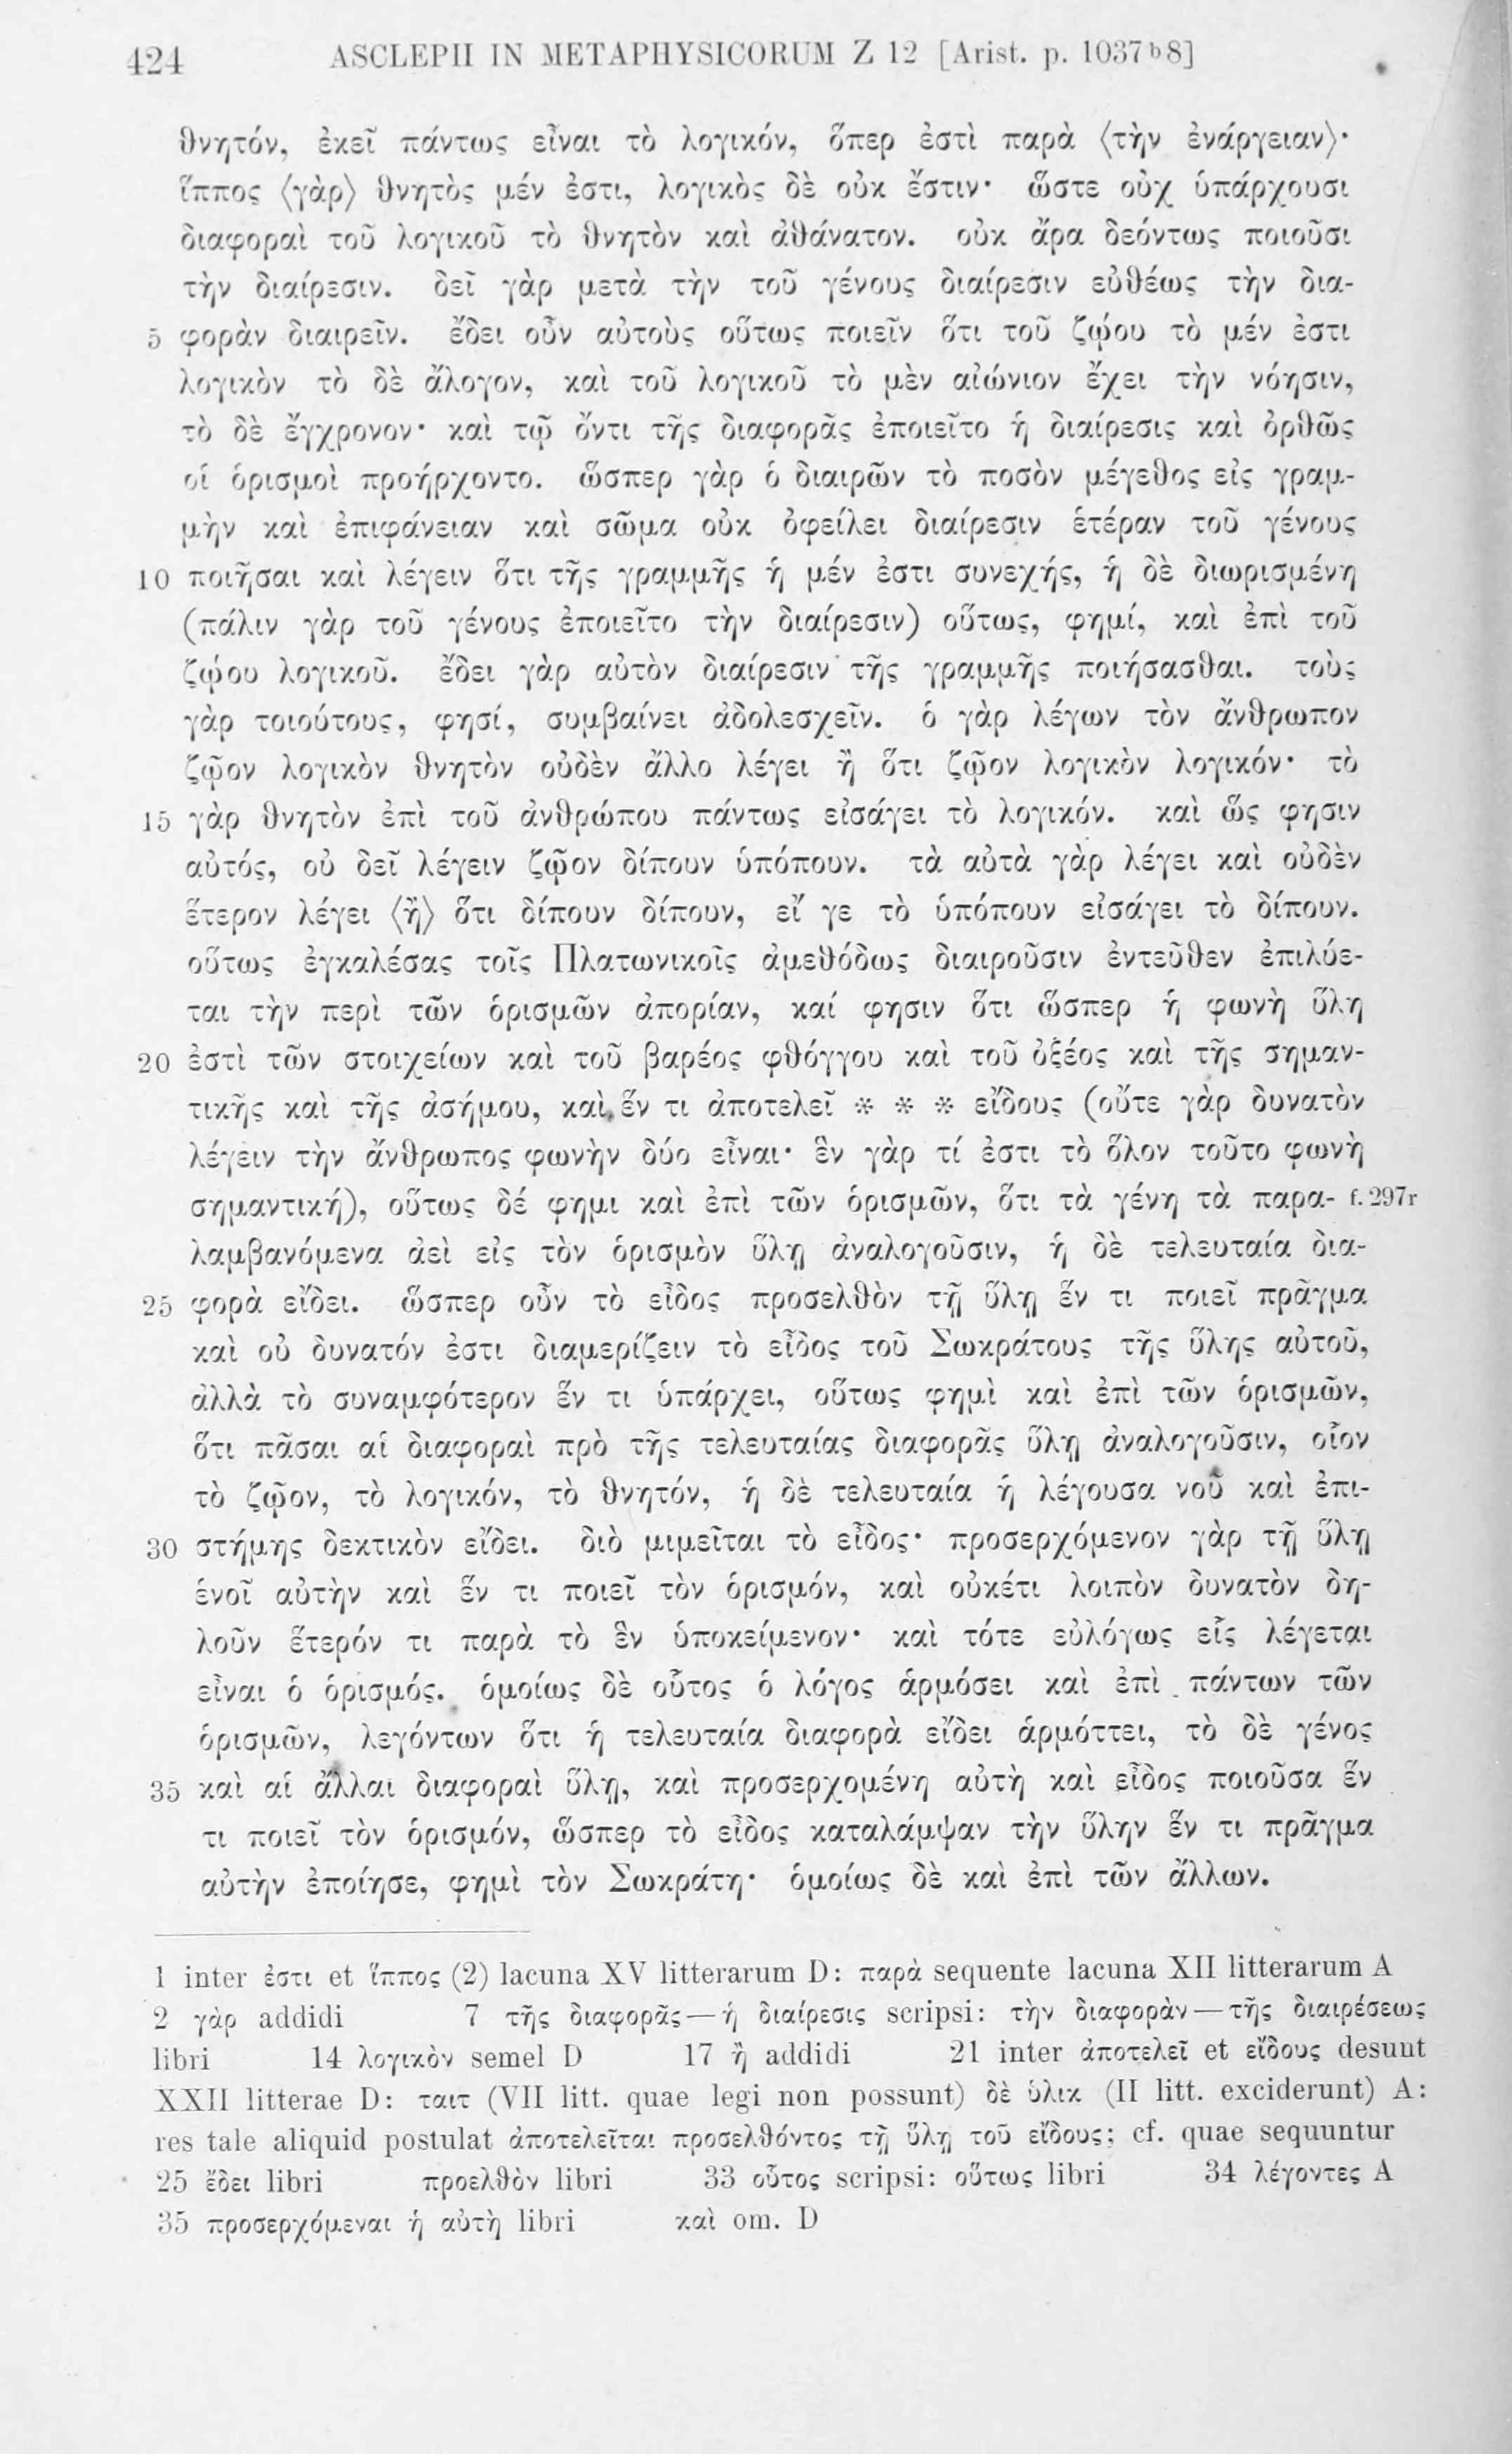 424 ASCLEPII IN METAPHYSICORUM Z 12 [Arist. p. 1037ᵇ8]
θνητόν, ἐκεῖ πάντως εἶναι τὸ λογικόν, ὅπερ ἐστὶ παρὰ ⟨τὴν ἐνάργειαν⟩·
ἵππος ⟨γὰρ⟩ θνητὸς μέν ἐστι, λογικὸς δὲ οὐκ ἔστιν· ὥστε οὐχ ὑπάρχουσι
διαφοραὶ τοῦ λογικοῦ τὸ θνητὸν καὶ ἀθάνατον. οὐκ ἄρα δεόντως ποιοῦσι
τὴν διαίρεσιν. δεῖ γὰρ μετὰ τὴν τοῦ γένους διαίρεσιν εὐθέως τὴν δια-
5 φορὰν διαιρεῖν. ἔδει οὖν αὐτοὺς οὕτως ποιεῖν ὅτι τοῦ ζῴου τὸ μέν ἐστι
λογικὸν τὸ δὲ ἄλογον, καὶ τοῦ λογικοῦ τὸ μὲν αἰώνιον ἔχει τὴν νόησιν,
τὸ δὲ ἔγχρονον· καὶ τῷ ὄντι τῆς διαφορᾶς ἐποιεῖτο ἡ διαίρεσις καὶ ὀρθῶς
οἱ ὁρισμοὶ προήρχοντο. ὥσπερ γὰρ ὁ διαιρῶν τὸ ποσὸν μέγεθος εἰς γραμ-
μὴν καὶ ἐπιφάνειαν καὶ σῶμα οὐκ ὀφείλει διαίρεσιν ἑτέραν τοῦ γένους
10 ποιῆσαι καὶ λέγειν ὅτι τῆς γραμμῆς ἡ μέν ἐστι συνεχής, ἡ δὲ διωρισμένη
(πάλιν γὰρ τοῦ γένους ἐποιεῖτο τὴν διαίρεσιν) οὕτως, φημί, καὶ ἐπὶ τοῦ
ζῴου λογικοῦ. ἔδει γὰρ αὐτὸν διαίρεσιν τῆς γραμμῆς ποιήσασθαι. τοὺς
γὰρ τοιούτους, φησί, συμβαίνει ἀδολεσχεῖν. ὁ γὰρ λέγων τὸν ἄνθρωπον
ζῷον λογικὸν θνητὸν οὐδὲν ἄλλο λέγει ἢ ὅτι ζῷον λογικὸν λογικόν· τὸ
15 γὰρ θνητὸν ἐπὶ τοῦ ἀνθρώπου πάντως εἰσάγει τὸ λογικόν. καὶ ὥς φησιν
αὐτός, οὐ δεῖ λέγειν ζῷον δίπουν ὑπόπουν. τὰ αὐτὰ γὰρ λέγει καὶ οὐδὲν
ἕτερον λέγει ⟨ἢ⟩ ὅτι δίπουν δίπουν, εἴ γε τὸ ὑπόπουν εἰσάγει τὸ δίπουν.
οὕτως ἐγκαλέσας τοῖς Πλατωνικοῖς ἀμεθόδως διαιροῦσιν ἐντεῦθεν ἐπιλύε-
ται τὴν περὶ τῶν ὁρισμῶν ἀπορίαν, καί φησιν ὅτι ὥσπερ ἡ φωνὴ ὕλη
20 ἐστὶ τῶν στοιχείων καὶ τοῦ βαρέος φθόγγου καὶ τοῦ ὀξέος καὶ τῆς σημαν-
τικῆς καὶ τῆς ἀσήμου, καὶ ἕν τι ἀποτελεῖ * * * εἴδους (οὔτε γὰρ δυνατὸν
λέγειν τὴν ἄνθρωπος φωνὴν δύο εἶναι· ἓν γὰρ τί ἐστι τὸ ὅλον τοῦτο φωνὴ
σημαντική), οὕτως δέ φημι καὶ ἐπὶ τῶν ὁρισμῶν, ὅτι τὰ γένη τὰ παρα- f. 297r
λαμβανόμενα ἀεὶ εἰς τὸν ὁρισμὸν ὕλῃ ἀναλογοῦσιν, ἡ δὲ τελευταία δια-
25 φορὰ εἴδει. ὥσπερ οὖν τὸ εἶδος προσελθὸν τῇ ὕλῃ ἕν τι ποιεῖ πρᾶγμα
καὶ οὐ δυνατόν ἐστι διαμερίζειν τὸ εἶδος τοῦ Σωκράτους τῆς ὕλης αὐτοῦ,
ἀλλὰ τὸ συναμφότερον ἕν τι ὑπάρχει, οὕτως φημὶ καὶ ἐπὶ τῶν ὁρισμῶν,
ὅτι πᾶσαι αἱ διαφοραὶ πρὸ τῆς τελευταίας διαφορᾶς ὕλῃ ἀναλογοῦσιν, οἷον
τὸ ζῷον, τὸ λογικόν, τὸ θνητόν, ἡ δὲ τελευταία ἡ λέγουσα νοῦ καὶ ἐπι-
30 στήμης δεκτικὸν εἴδει. διὸ μιμεῖται τὸ εἶδος· προσερχόμενον γὰρ τῇ ὕλῃ
ἑνοῖ αὐτὴν καὶ ἕν τι ποιεῖ τὸν ὁρισμόν, καὶ οὐκέτι λοιπὸν δυνατὸν δη-
λοῦν ἕτερόν τι παρὰ τὸ ἓν ὑποκείμενον· καὶ τότε εὐλόγως εἷς λέγεται
εἶναι ὁ ὁρισμός. ὁμοίως δὲ οὗτος ὁ λόγος ἁρμόσει καὶ ἐπὶ πάντων τῶν
ὁρισμῶν, λεγόντων ὅτι ἡ τελευταία διαφορὰ εἴδει ἁρμόττει, τὸ δὲ γένος
35 καὶ αἱ ἄλλαι διαφοραὶ ὕλῃ, καὶ προσερχομένη αὐτὴ καὶ εἶδος ποιοῦσα ἕν
τι ποιεῖ τὸν ὁρισμόν, ὥσπερ τὸ εἶδος καταλάμψαν τὴν ὕλην ἕν τι πρᾶγμα
αὐτὴν ἐποίησε, φημὶ τὸν Σωκράτη· ὁμοίως δὲ καὶ ἐπὶ τῶν ἄλλων.
1 inter ἐστι et ἵππος (2) lacuna XV litterarum D: παρὰ sequente lacuna XII litterarum A
2 γὰρ addidi 7 τῆς διαφορᾶς — ἡ διαίρεσις scripsi: τὴν διαφορὰν — τῆς διαιρέσεως
libri 14 λογικὸν semel D 17 ἢ addidi 21 inter ἀποτελεῖ et εἴδους desunt
XXII litterae D: ταιτ (VII litt. quae legi non possunt) δὲ ὑλικ (II litt. exciderunt) A:
res tale aliquid postulat ἀποτελεῖται προσελθόντος τῇ ὕλῃ τοῦ εἴδους; cf. quae sequuntur
25 ἔδει libri προελθὸν libri 33 οὗτος scripsi: οὕτως libri 34 λέγοντες A
35 προσερχόμεναι ἡ αὐτὴ libri καὶ om. D